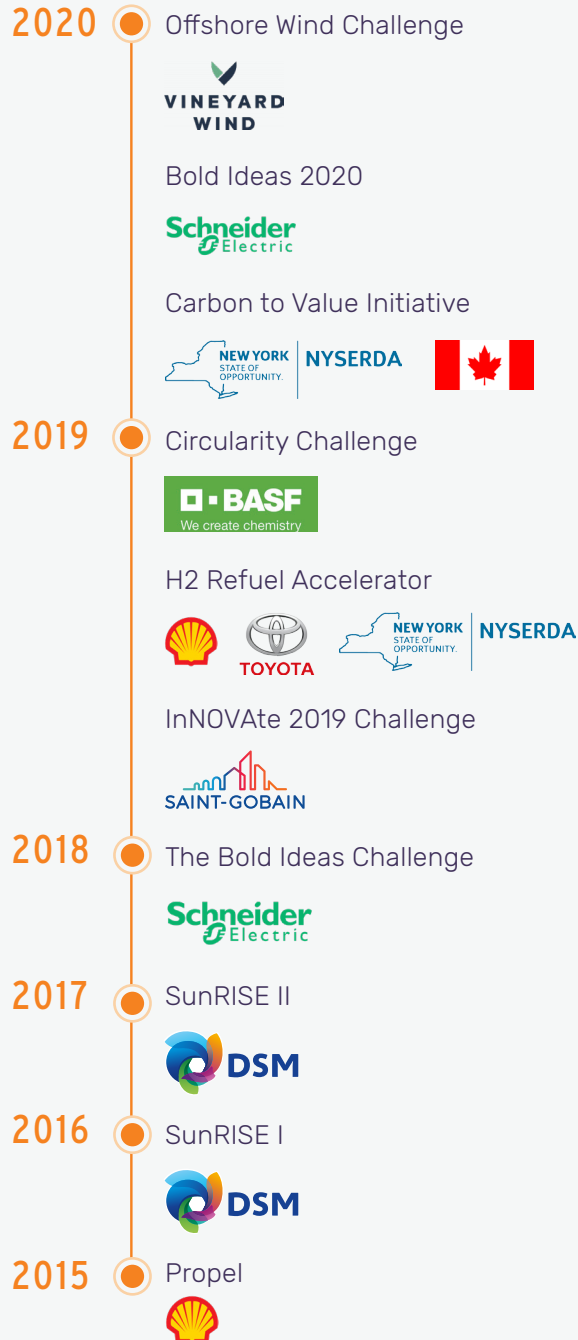 2020
Offshore Wind Challenge
VINEYARD
WIND
Bold Ideas 2020
Schneider
Electric
Carbon to Value Initiative
NEW YORK
STATE OF
OPPORTUNITY.
NYSERDA
2019
Circularity Challenge
BASF
We create chemistry
H2 Refuel Accelerator
TOYOTA
NEW YORK
STATE OF
OPPORTUNITY.
NYSERDA
InNOVAte 2019 Challenge
SAINT-GOBAIN
2018
The Bold Ideas Challenge
Schneider
Electric
2017
SunRISE II
DSM
2016
SunRISE I
DSM
2015
Propel